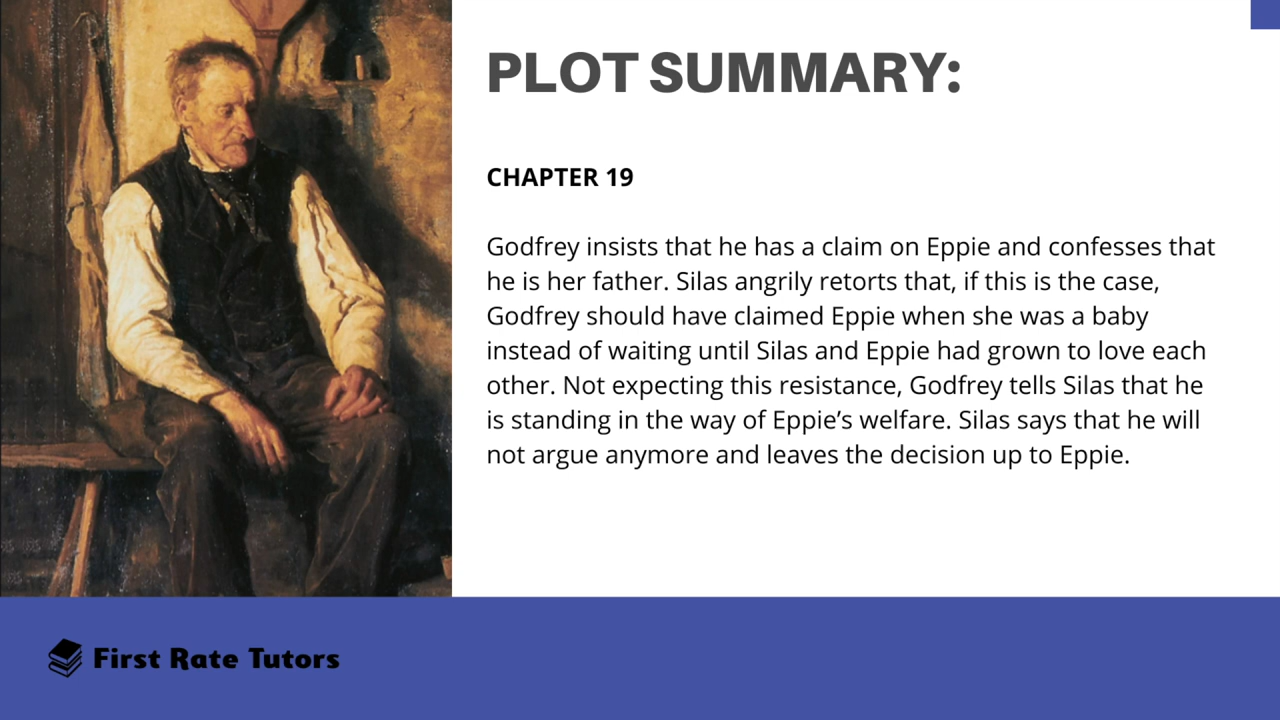 PLOT SUMMARY:
CHAPTER 19
Godfrey insists that he has a claim on Eppie and confesses that
he is her father. Silas angrily retorts that, if this is the case,
Godfrey should have claimed Eppie when she was a baby
instead of waiting until Silas and Eppie had grown to love each
other. Not expecting this resistance, Godfrey tells Silas that he
is standing in the way of Eppie’s welfare. Silas says that he will
not argue anymore and leaves the decision up to Eppie.
First Rate Tutors